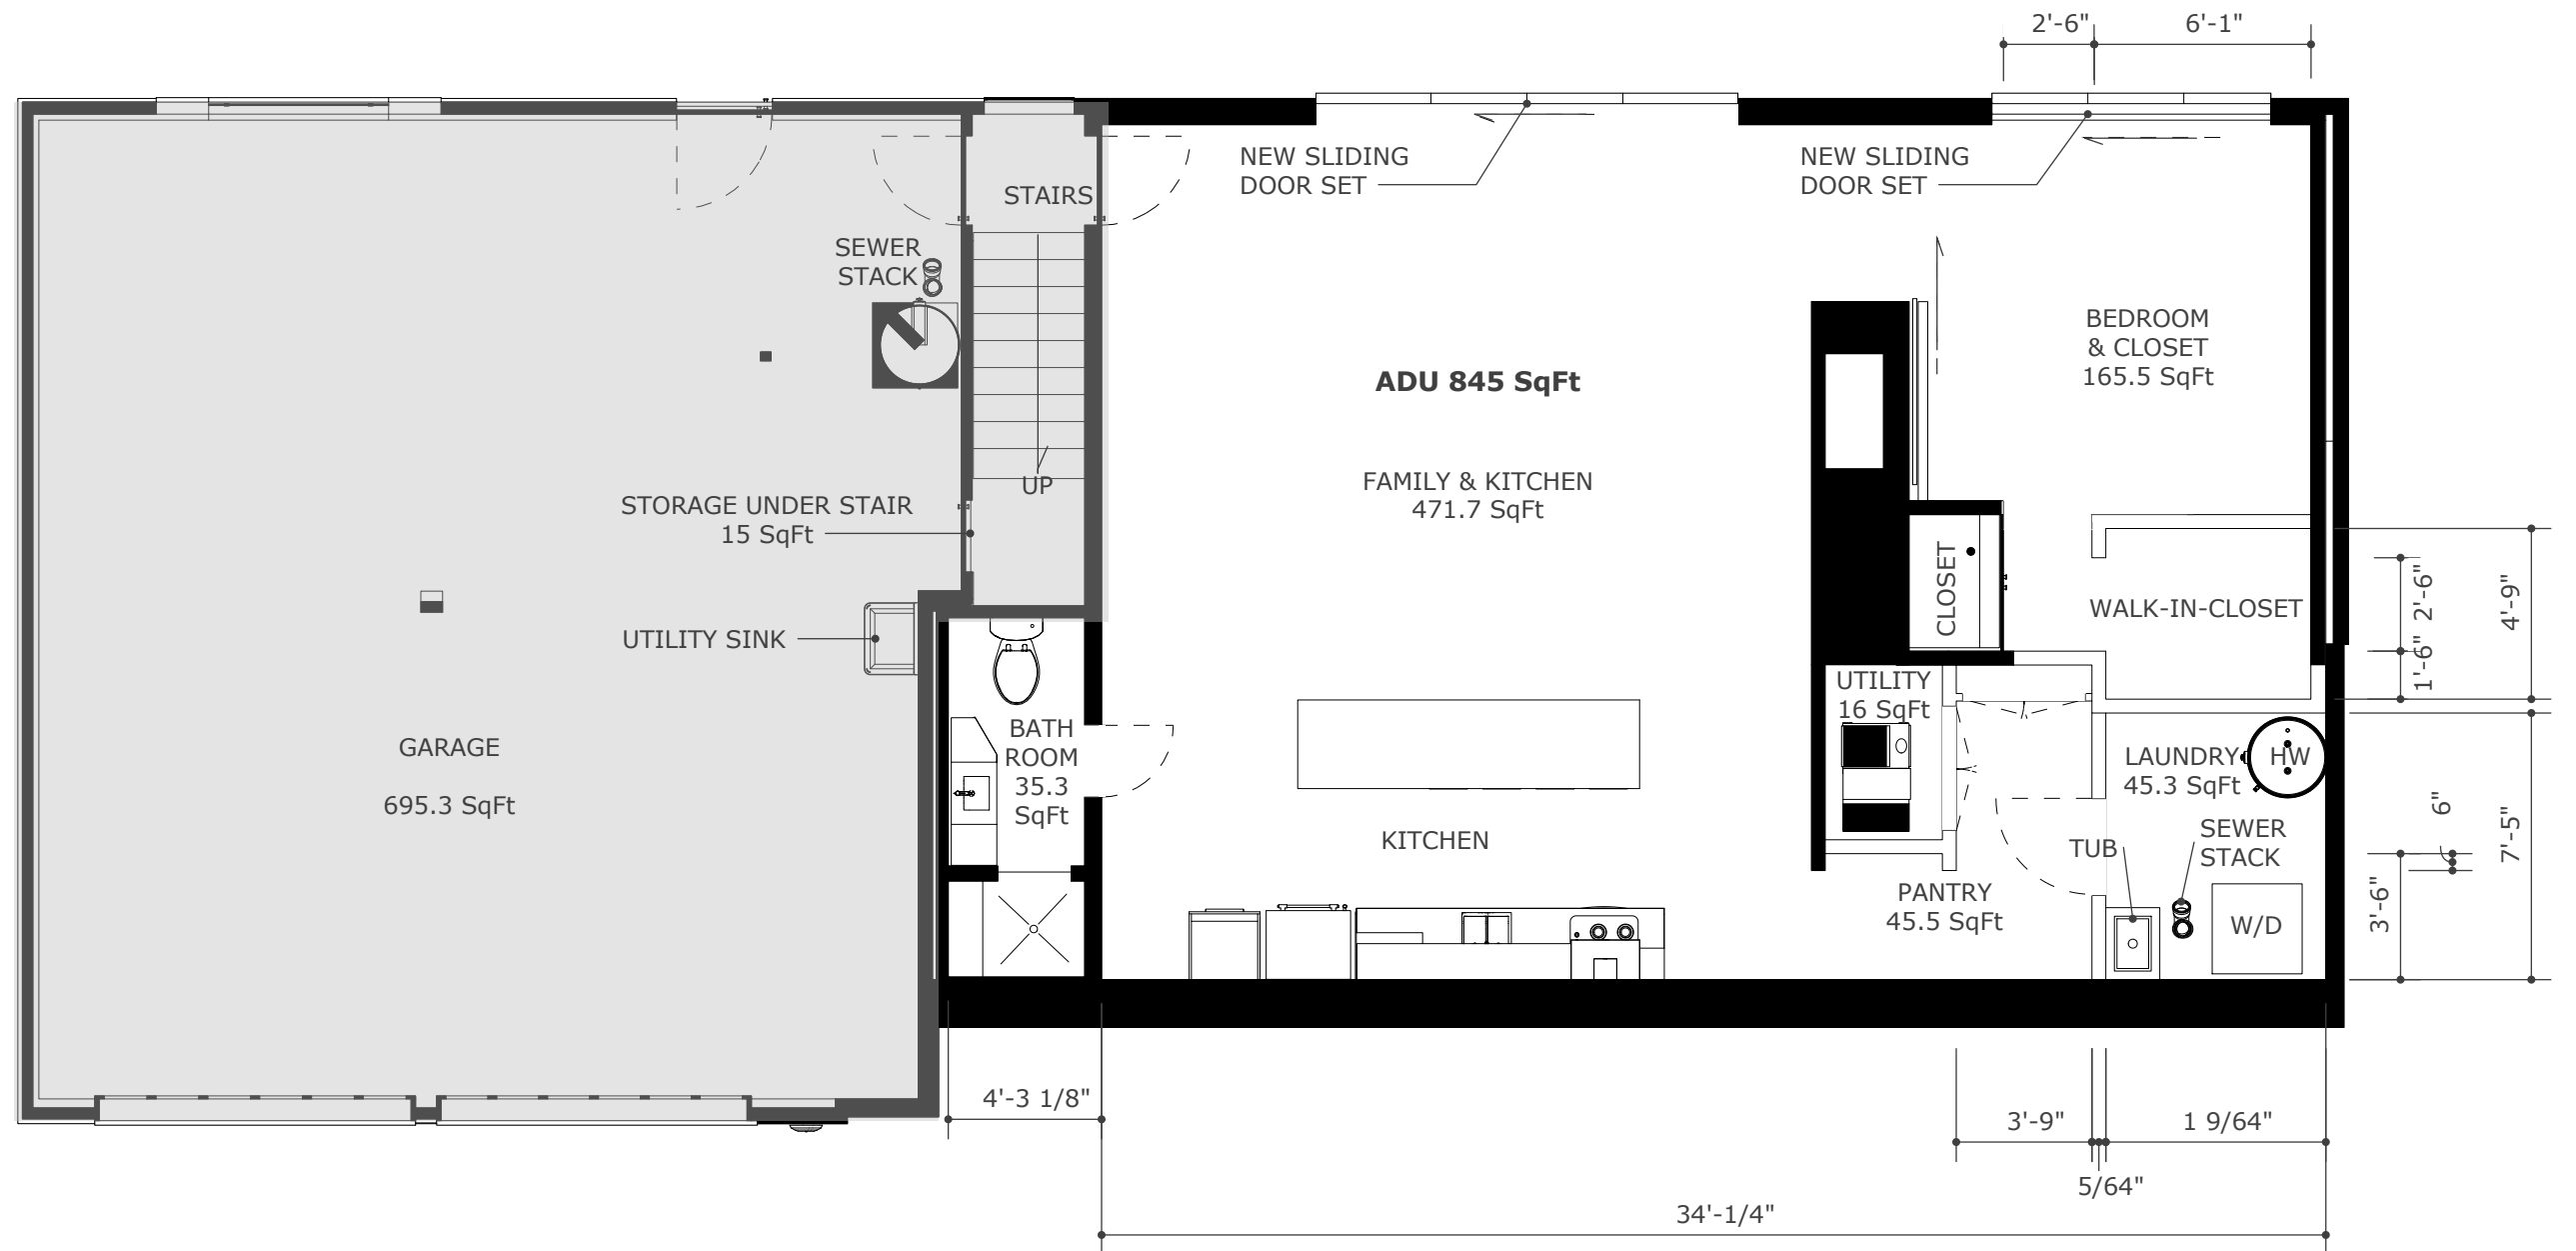 2'-6"
6'-1"
NEW SLIDING
DOOR SET
NEW SLIDING
DOOR SET
STAIRS
SEWER
STACK
BEDROOM
& CLOSET
165.5 SqFt
ADU 845 SqFt
FAMILY & KITCHEN
471.7 SqFt
UP
STORAGE UNDER STAIR
15 SqFt
CLOSET
WALK-IN-CLOSET
2'-6"
4'-9"
1'-6"
UTILITY SINK
UTILITY
16 SqFt
BATH
ROOM
35.3
SqFt
GARAGE
695.3 SqFt
LAUNDRY
45.3 SqFt
HW
KITCHEN
TUB
SEWER
STACK
6"
7'-5"
3'-6"
PANTRY
45.5 SqFt
W/D
4'-3 1/8"
3'-9"
1 9/64"
5/64"
34'-1/4"